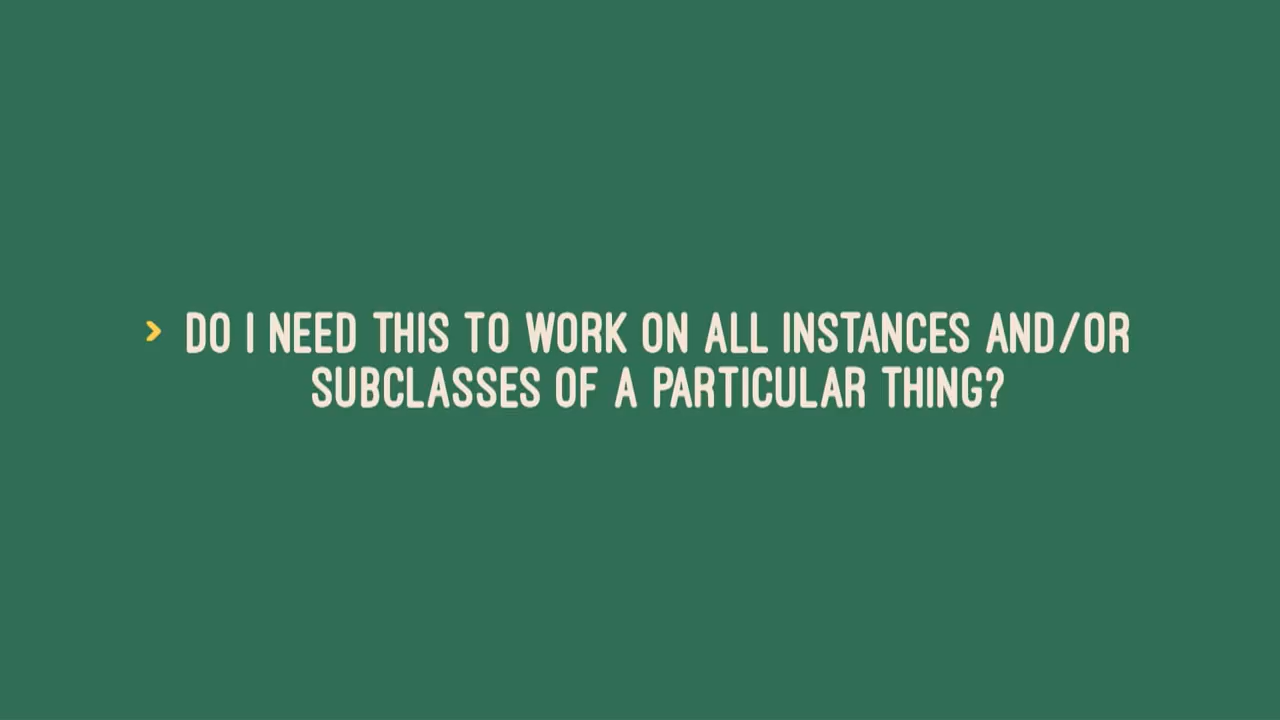 › DO I NEED THIS TO WORK ON ALL INSTANCES AND/OR
SUBCLASSES OF A PARTICULAR THING?